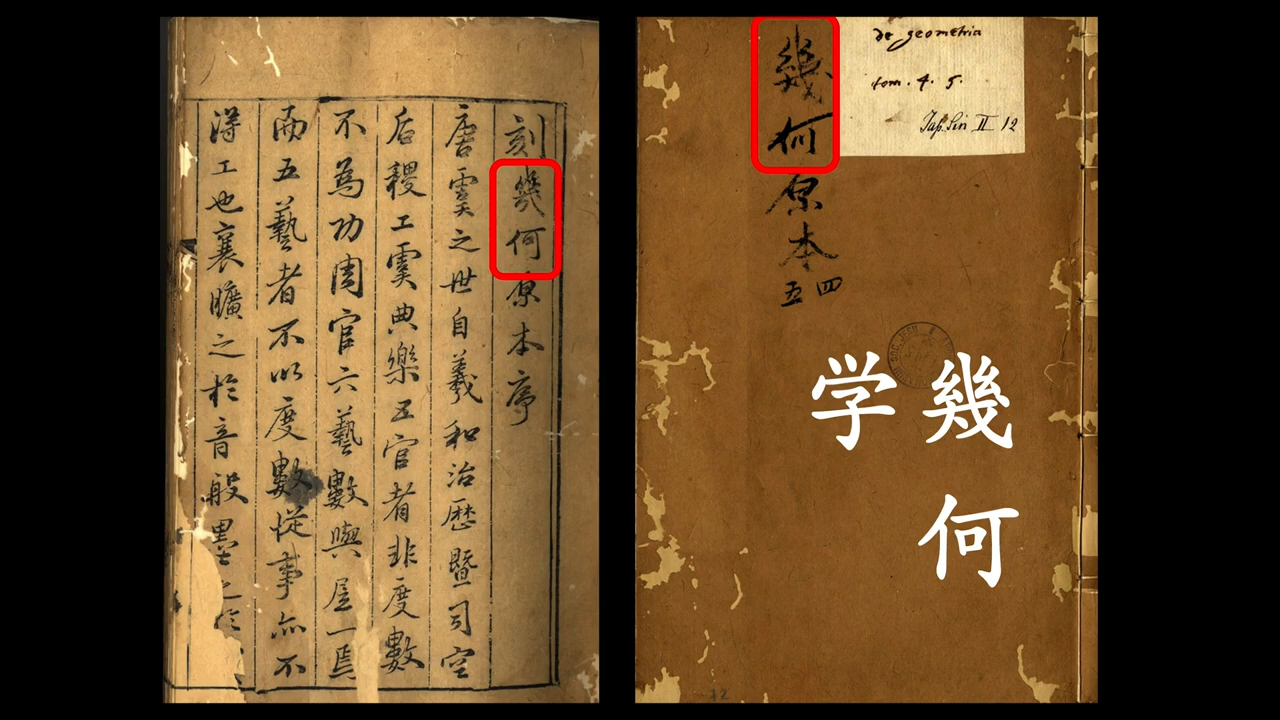 刻幾何原本序
唐虞之世自羲和治厯暨司空
后稷工虞典樂五官者非度數
不為功周官六藝數與居一焉
而五藝者不以度數從事亦不
淂工也襄曠之於音般墨之於
幾何原本
四五
de geometria
tom. 4. 5.
Jap.Sin II 12
幾何
学